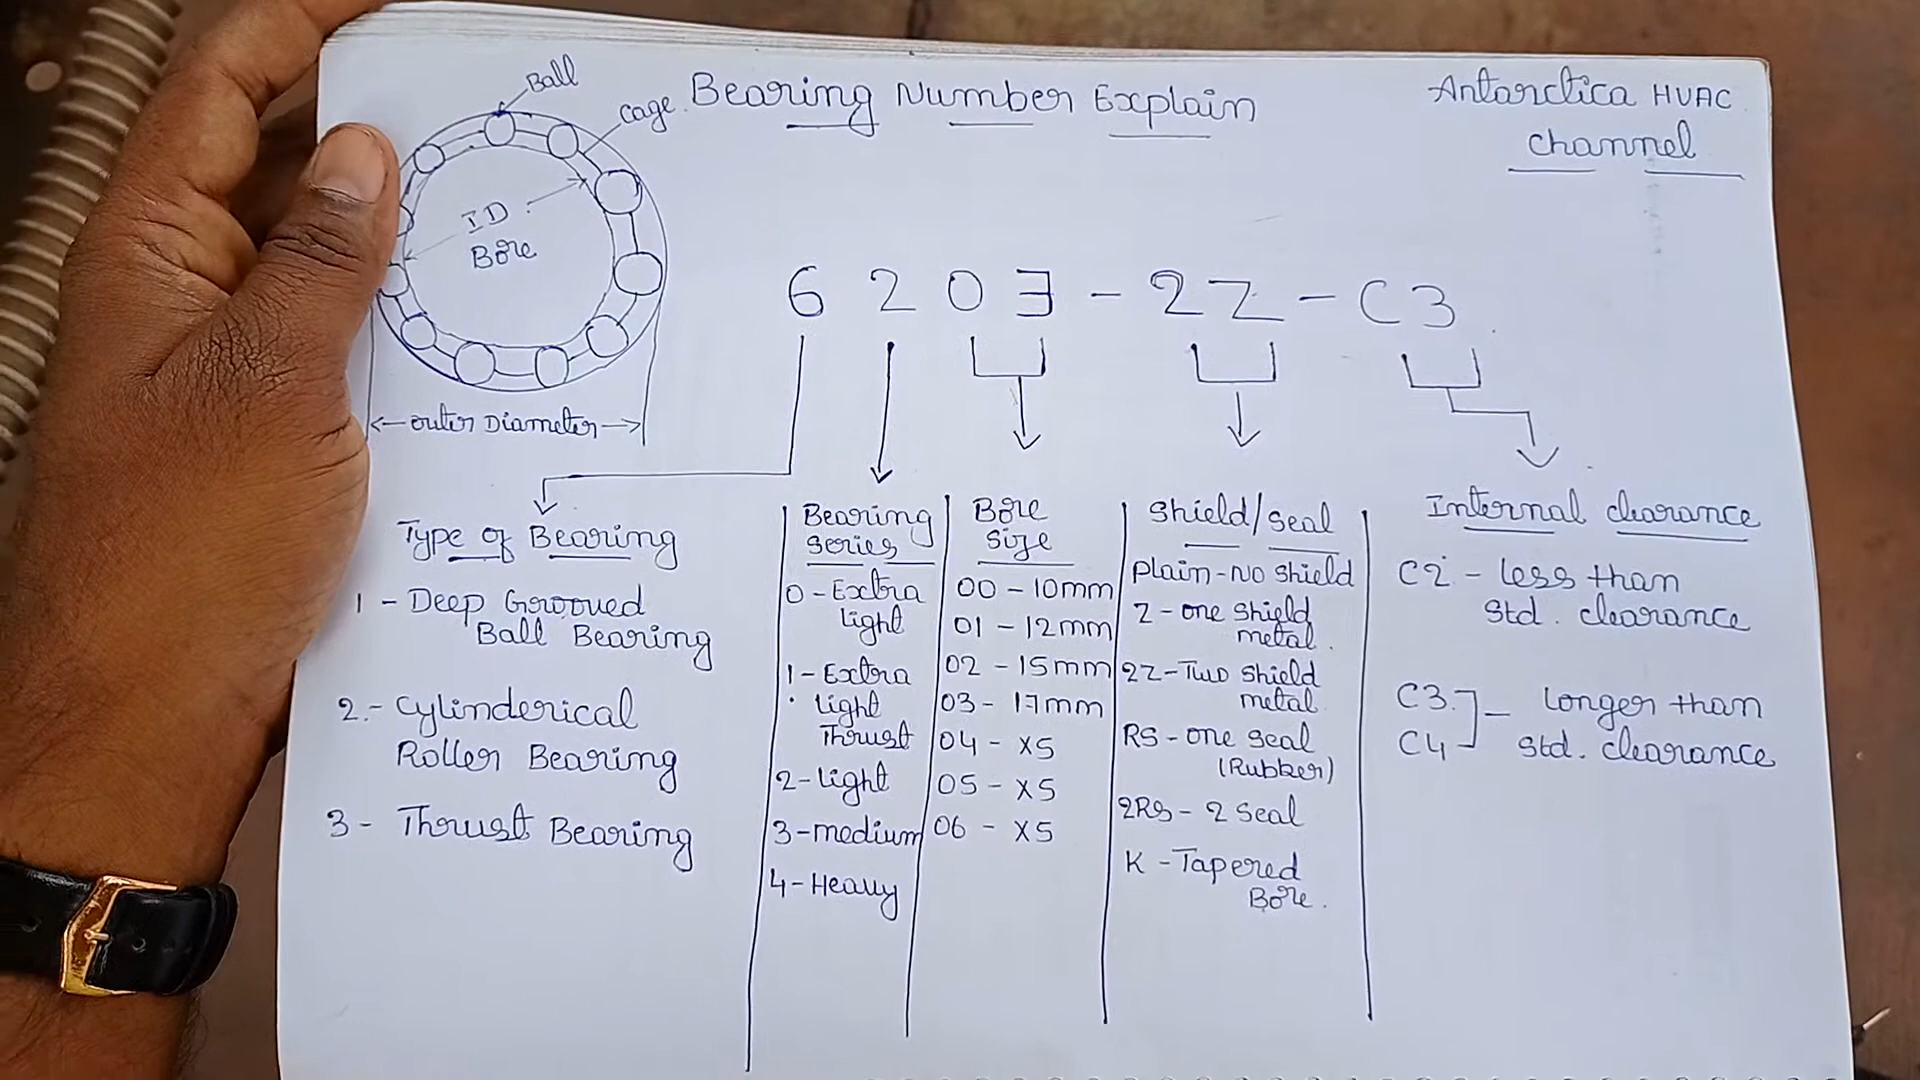 Ball
cage.
Bearing Number Explain
Antarctica HVAC
channel
ID
Bore
6 2 0 3 - 2Z - C3
outer Diameter
Type of Bearing
1 - Deep Grooved
Ball Bearing
2.- Cylinderical
Roller Bearing
3 - Thrust Bearing
Bearing
series
0-Extra
light
1-Extra
light
Thrust
2-light
3-medium
4-Heavy
Bore
Size
00 - 10mm
01 - 12mm
02 - 15mm
03 - 17mm
04 - X5
05 - X5
06 - X5
Shield/seal
Plain-No shield
Z-one shield
metal.
2Z-Two shield
metal
RS-one seal
(Rubber)
2RS - 2 seal
K -Tapered
Bore.
Internal clearance
C2 - less than
std. clearance
C3.
C4
- longer than
std. clearance